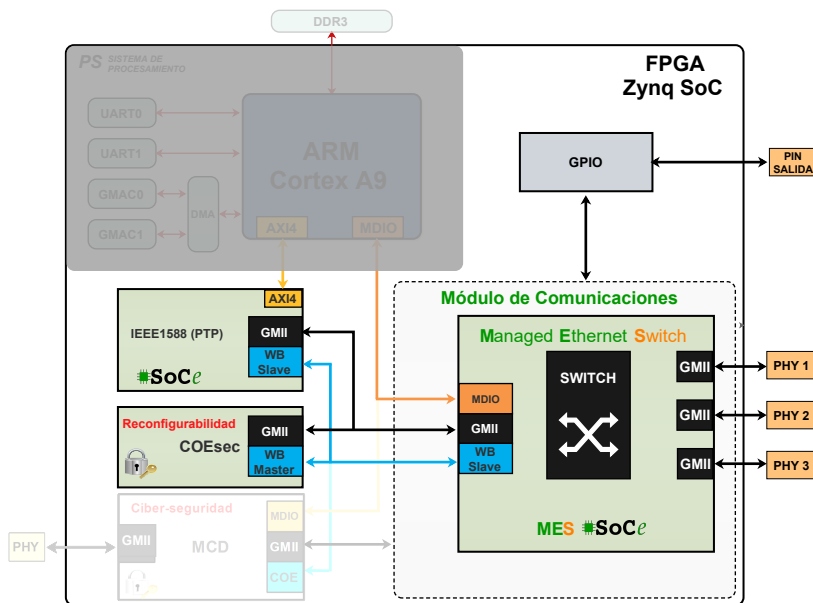 DDR3
PS SISTEMA DE
PROCESAMIENTO
FPGA
Zynq SoC
UART0
UART1
GMAC0
GMAC1
DMA
ARM
Cortex A9
AXI4
MDIO
GPIO
PIN
SALIDA
AXI4
IEEE1588 (PTP)
GMII
WB
Slave
SoCe
Reconfigurabilidad
COEsec
GMII
WB
Master
Ciber-seguridad
MCD
PHY
GMII
MDIO
GMII
COE
Módulo de Comunicaciones
Managed Ethernet Switch
SWITCH
MDIO
GMII
WB
Slave
GMII
GMII
GMII
PHY 1
PHY 2
PHY 3
MES SoCe